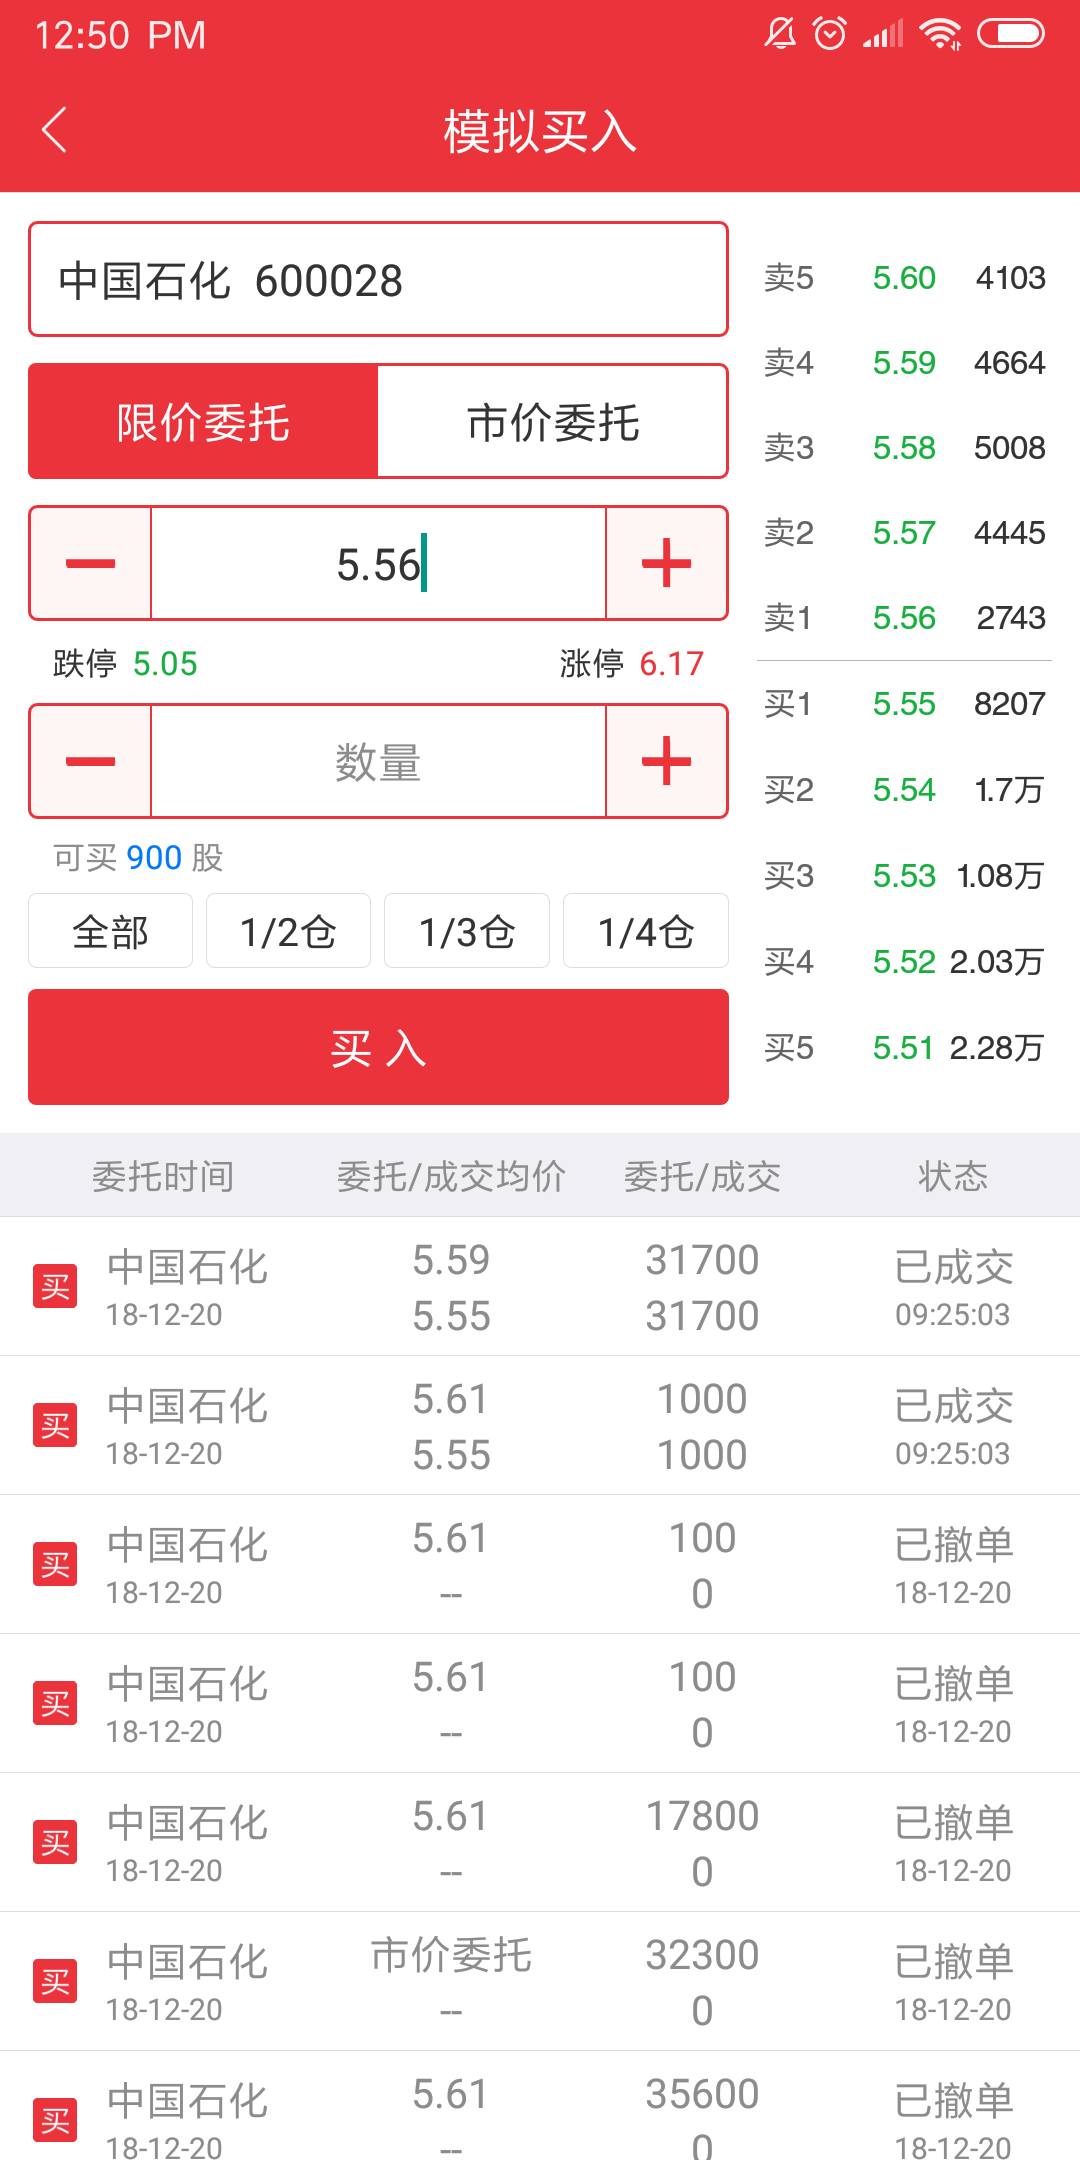 12:50 PM
模拟买入
中国石化 600028
限价委托 市价委托
5.56
跌停 5.05 涨停 6.17
数量
可买 900 股
全部 1/2仓 1/3仓 1/4仓
买 入
卖5 5.60 4103
卖4 5.59 4664
卖3 5.58 5008
卖2 5.57 4445
卖1 5.56 2743
买1 5.55 8207
买2 5.54 1.7万
买3 5.53 1.08万
买4 5.52 2.03万
买5 5.51 2.28万
委托时间 委托/成交均价 委托/成交 状态
买 中国石化 5.59 31700 已成交
18-12-20 5.55 31700 09:25:03
买 中国石化 5.61 1000 已成交
18-12-20 5.55 1000 09:25:03
买 中国石化 5.61 100 已撤单
18-12-20 -- 0 18-12-20
买 中国石化 5.61 100 已撤单
18-12-20 -- 0 18-12-20
买 中国石化 5.61 17800 已撤单
18-12-20 -- 0 18-12-20
买 中国石化 市价委托 32300 已撤单
18-12-20 -- 0 18-12-20
买 中国石化 5.61 35600 已撤单
18-12-20 -- 0 18-12-20